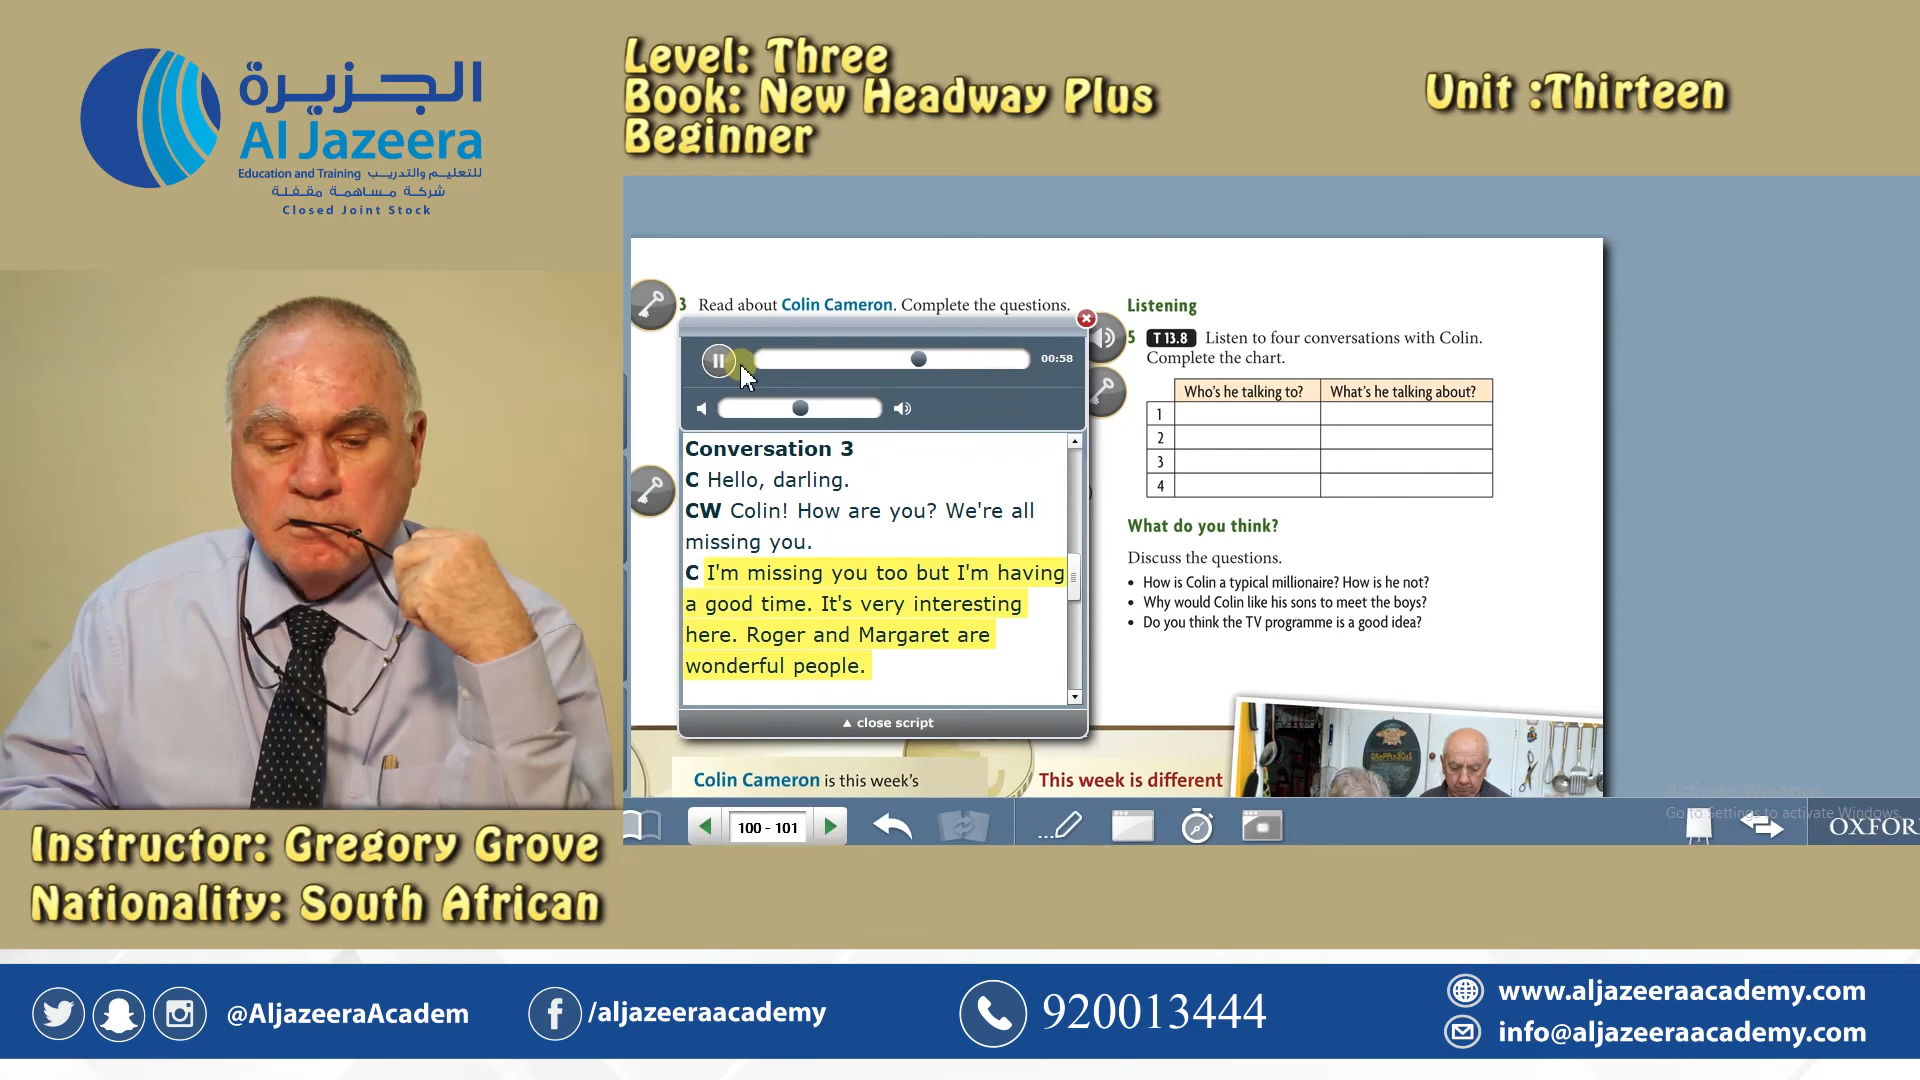 الجزيرة
Al Jazeera
Education and Training للتعليم والتدريب
شركة مساهمة مقفلة
Closed Joint Stock
Level: Three
Book: New Headway Plus
Beginner
Unit :Thirteen
3 Read about Colin Cameron. Complete the questions.
00:58
Conversation 3
C Hello, darling.
CW Colin! How are you? We're all
missing you.
C I'm missing you too but I'm having
a good time. It's very interesting
here. Roger and Margaret are
wonderful people.
▲ close script
Listening
5 T 13.8 Listen to four conversations with Colin.
Complete the chart.
Who's he talking to? What's he talking about?
1
2
3
4
What do you think?
Discuss the questions.
• How is Colin a typical millionaire? How is he not?
• Why would Colin like his sons to meet the boys?
• Do you think the TV programme is a good idea?
Colin Cameron is this week's
This week is different
Activate Windows
Go to Settings to activate Windows.
100 - 101
OXFOR
Instructor: Gregory Grove
Nationality: South African
@AljazeeraAcadem
/aljazeeraacademy
920013444
www.aljazeeraacademy.com
info@aljazeeraacademy.com